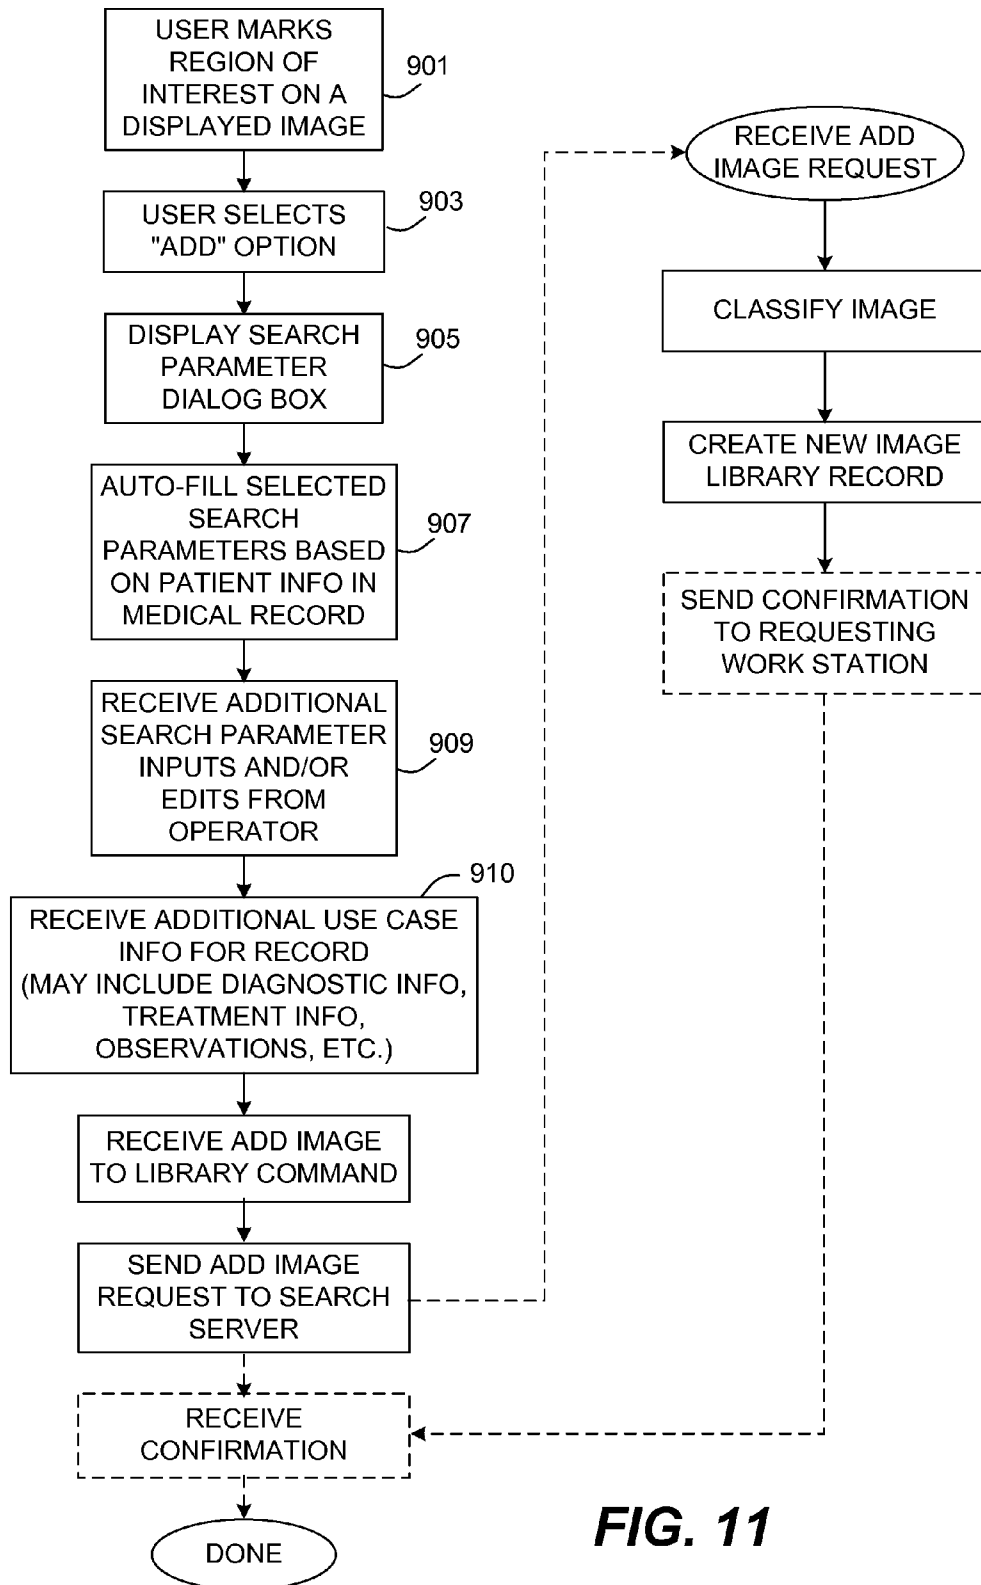 USER MARKS
REGION OF
INTEREST ON A
DISPLAYED IMAGE
901
USER SELECTS
"ADD" OPTION
903
DISPLAY SEARCH
PARAMETER
DIALOG BOX
905
AUTO-FILL SELECTED
SEARCH
PARAMETERS BASED
ON PATIENT INFO IN
MEDICAL RECORD
907
RECEIVE ADDITIONAL
SEARCH PARAMETER
INPUTS AND/OR
EDITS FROM
OPERATOR
909
910
RECEIVE ADDITIONAL USE CASE
INFO FOR RECORD
(MAY INCLUDE DIAGNOSTIC INFO,
TREATMENT INFO,
OBSERVATIONS, ETC.)
RECEIVE ADD IMAGE
TO LIBRARY COMMAND
SEND ADD IMAGE
REQUEST TO SEARCH
SERVER
RECEIVE
CONFIRMATION
DONE
RECEIVE ADD
IMAGE REQUEST
CLASSIFY IMAGE
CREATE NEW IMAGE
LIBRARY RECORD
SEND CONFIRMATION
TO REQUESTING
WORK STATION
FIG. 11